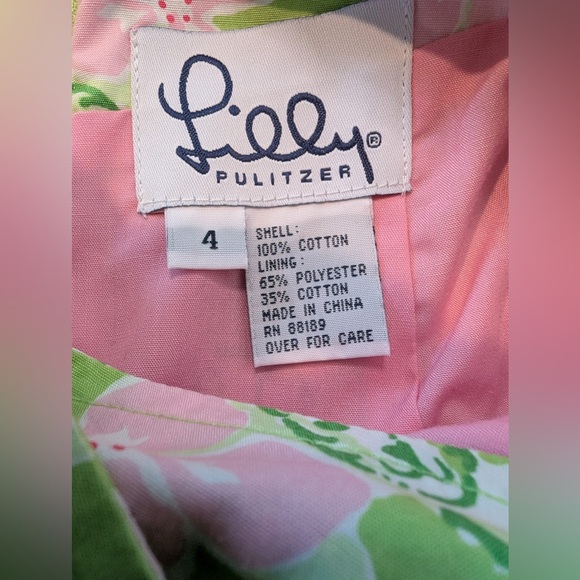 Lilly®
PULITZER
4
SHELL:
100% COTTON
LINING:
65% POLYESTER
35% COTTON
MADE IN CHINA
RN 88189
OVER FOR CARE